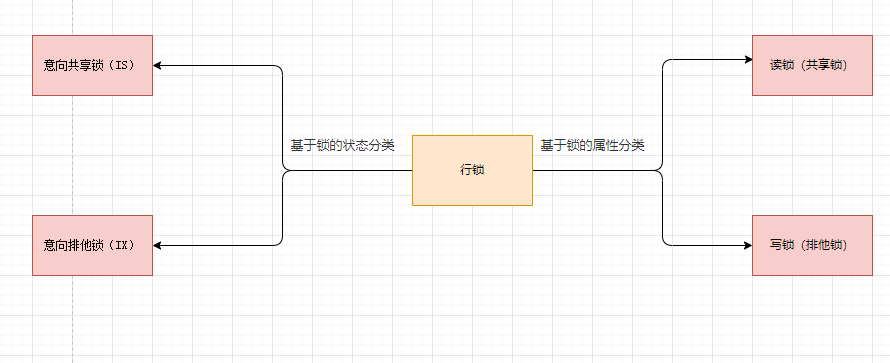 意向共享锁（IS）
读锁（共享锁）
基于锁的状态分类
基于锁的属性分类
行锁
意向排他锁（IX）
写锁（排他锁）